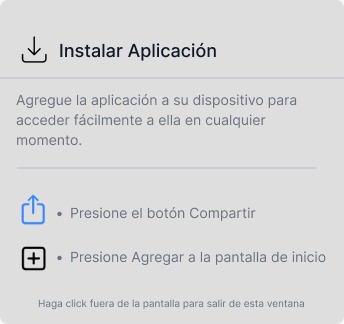 Instalar Aplicación
Agregue la aplicación a su dispositivo para
acceder fácilmente a ella en cualquier
momento.
• Presione el botón Compartir
• Presione Agregar a la pantalla de inicio
Haga click fuera de la pantalla para salir de esta ventana